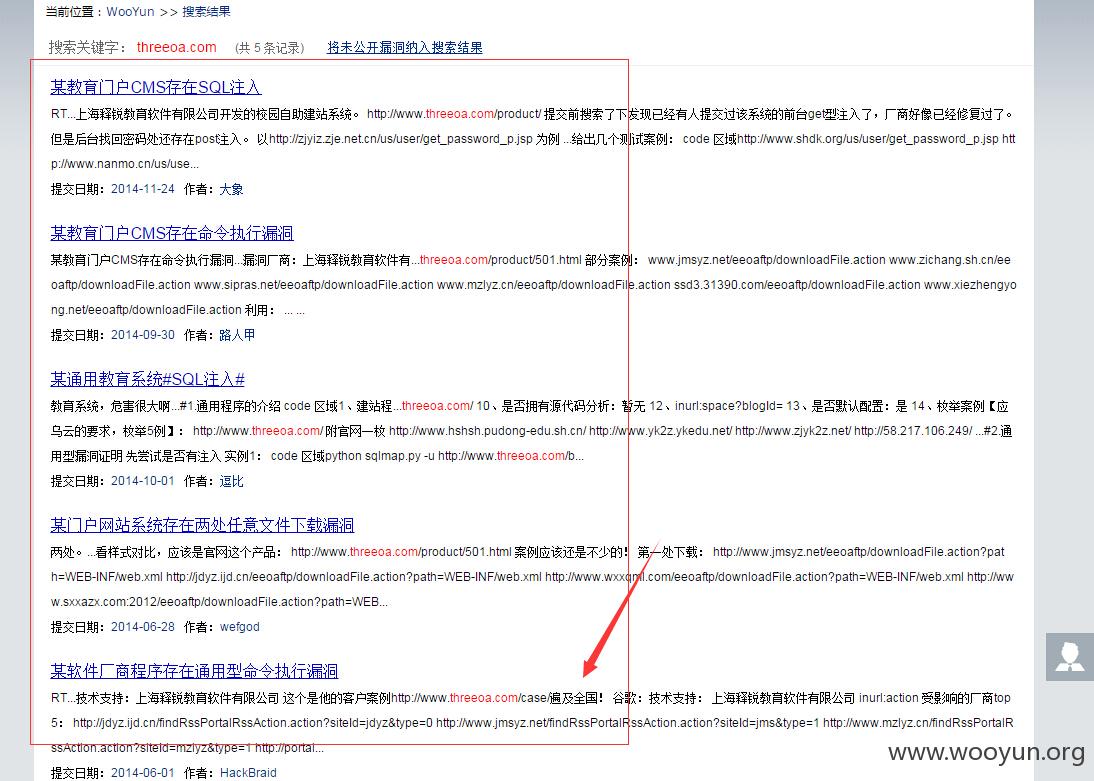 当前位置：WooYun >> 搜索结果
搜索关键字： threeoa.com （共 5 条记录） 将未公开漏洞纳入搜索结果
某教育门户CMS存在SQL注入
RT...上海释锐教育软件有限公司开发的校园自助建站系统。 http://www.threeoa.com/product/ 提交前搜索了下发现已经有人提交过该系统的前台get型注入了，厂商好像已经修复过了。
但是后台找回密码处还存在post注入。 以http://zjyiz.zje.net.cn/us/user/get_password_p.jsp 为例 ...给出几个测试案例： code 区域http://www.shdk.org/us/user/get_password_p.jsp htt
p://www.nanmo.cn/us/use...
提交日期：2014-11-24 作者：大象
某教育门户CMS存在命令执行漏洞
某教育门户CMS存在命令执行漏洞...漏洞厂商：上海释锐教育软件有...threeoa.com/product/501.html 部分案例： www.jmsyz.net/eeoaftp/downloadFile.action www.zichang.sh.cn/ee
oaftp/downloadFile.action www.sipras.net/eeoaftp/downloadFile.action www.mzlyz.cn/eeoaftp/downloadFile.action ssd3.31390.com/eeoaftp/downloadFile.action www.xiezhengyo
ng.net/eeoaftp/downloadFile.action 利用： ... ...
提交日期：2014-09-30 作者：路人甲
某通用教育系统#SQL注入#
教育系统，危害很大啊...#1.通用程序的介绍 code 区域1、建站程...threeoa.com/ 10、是否拥有源代码分析：暂无 12、inurl:space?blogId= 13、是否默认配置：是 14、枚举案例【应
乌云的要求，枚举5例】： http://www.threeoa.com/ 附官网一枚 http://www.hshsh.pudong-edu.sh.cn/ http://www.yk2z.ykedu.net/ http://www.zjyk2z.net/ http://58.217.106.249/ ...#2.通
用型漏洞证明 先尝试是否有注入 实例1： code 区域python sqlmap.py -u http://www.threeoa.com/b...
提交日期：2014-10-01 作者：逗比
某门户网站系统存在两处任意文件下载漏洞
两处。...看样式对比，应该是官网这个产品： http://www.threeoa.com/product/501.html 案例应该还是不少的！ 第一处下载： http://www.jmsyz.net/eeoaftp/downloadFile.action?pat
h=WEB-INF/web.xml http://jdyz.ijd.cn/eeoaftp/downloadFile.action?path=WEB-INF/web.xml http://www.wxxqml.com/eeoaftp/downloadFile.action?path=WEB-INF/web.xml http://ww
w.sxxazx.com:2012/eeoaftp/downloadFile.action?path=WEB...
提交日期：2014-06-28 作者：wefgod
某软件厂商程序存在通用型命令执行漏洞
RT...技术支持：上海释锐教育软件有限公司 这个是他的客户案例http://www.threeoa.com/case/遍及全国！ 谷歌：技术支持： 上海释锐教育软件有限公司 inurl:action 受影响的厂商top
5： http://jdyz.ijd.cn/findRssPortalRssAction.action?siteId=jdyz&type=0 http://www.jmsyz.net/findRssPortalRssAction.action?siteId=jms&type=1 http://www.mzlyz.cn/findRssPortalR
ssAction.action?siteId=mzlyz&type=1 http://portal...
提交日期：2014-06-01 作者：HackBraid
www.wooyun.org